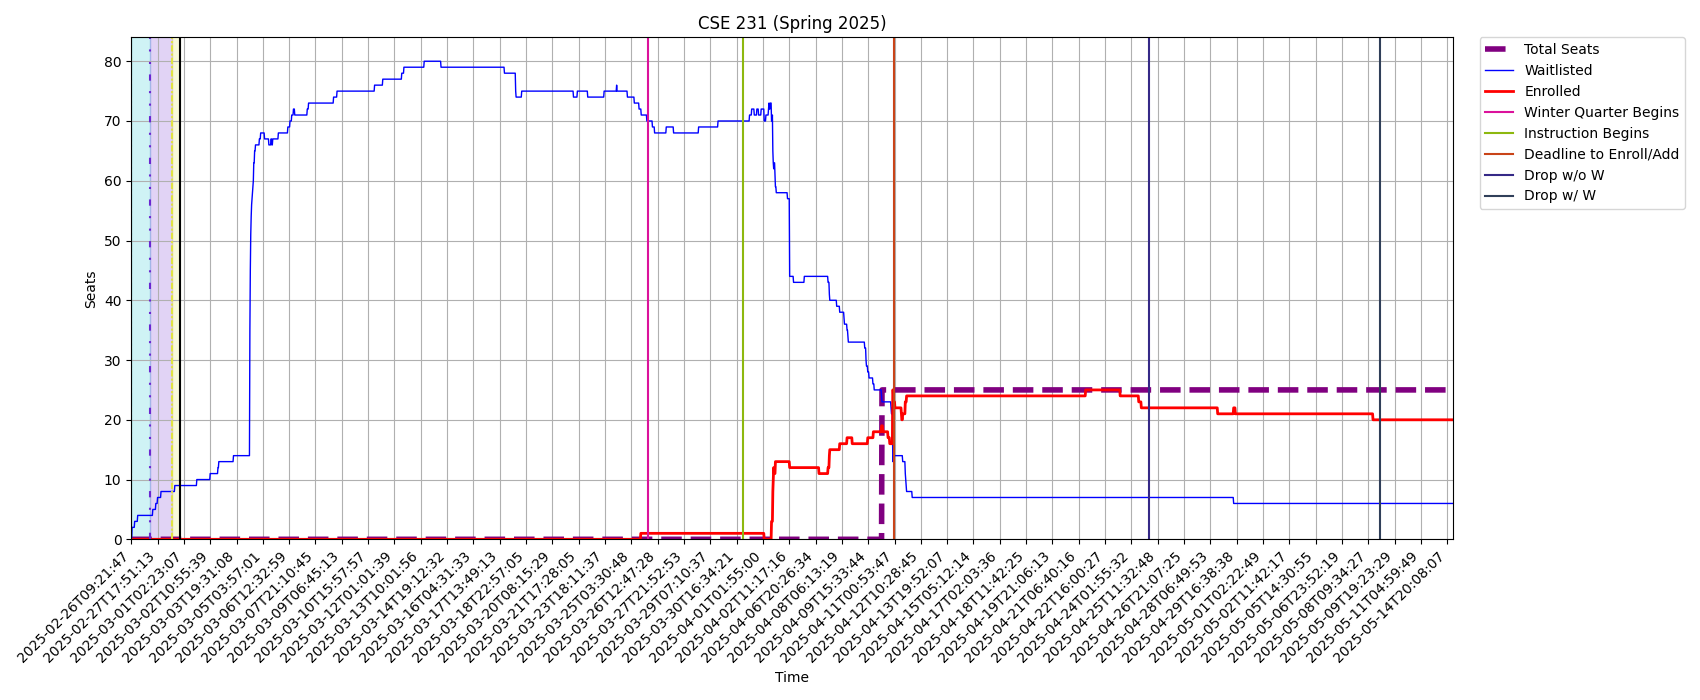 CSE 231 (Spring 2025)
Total Seats
Waitlisted
Enrolled
Winter Quarter Begins
Instruction Begins
Deadline to Enroll/Add
Drop w/o W
Drop w/ W
Seats
80
70
60
50
40
30
20
10
0
2025-02-26T09:21:47
2025-02-27T17:51:13
2025-03-01T02:23:07
2025-03-02T10:55:39
2025-03-03T19:31:08
2025-03-05T03:57:01
2025-03-06T12:32:59
2025-03-07T21:10:45
2025-03-09T06:45:13
2025-03-10T15:57:57
2025-03-12T01:01:39
2025-03-13T10:01:56
2025-03-14T19:12:32
2025-03-16T04:31:33
2025-03-17T13:49:13
2025-03-18T22:57:05
2025-03-20T08:15:29
2025-03-21T17:28:05
2025-03-23T18:11:37
2025-03-25T03:30:48
2025-03-26T12:47:28
2025-03-27T21:52:53
2025-03-29T07:10:37
2025-03-30T16:34:21
2025-04-01T01:55:00
2025-04-02T11:17:16
2025-04-06T20:26:34
2025-04-08T06:13:19
2025-04-09T15:33:44
2025-04-11T00:53:47
2025-04-12T10:28:45
2025-04-13T19:52:07
2025-04-15T05:12:14
2025-04-17T02:03:36
2025-04-18T11:42:25
2025-04-19T21:06:13
2025-04-21T06:40:16
2025-04-22T16:00:27
2025-04-24T01:55:32
2025-04-25T11:32:48
2025-04-26T21:07:25
2025-04-28T06:49:53
2025-04-29T16:38:38
2025-05-01T02:22:49
2025-05-02T11:42:17
2025-05-05T14:30:55
2025-05-06T23:52:19
2025-05-08T09:34:27
2025-05-09T19:23:29
2025-05-11T04:59:49
2025-05-14T20:08:07
Time